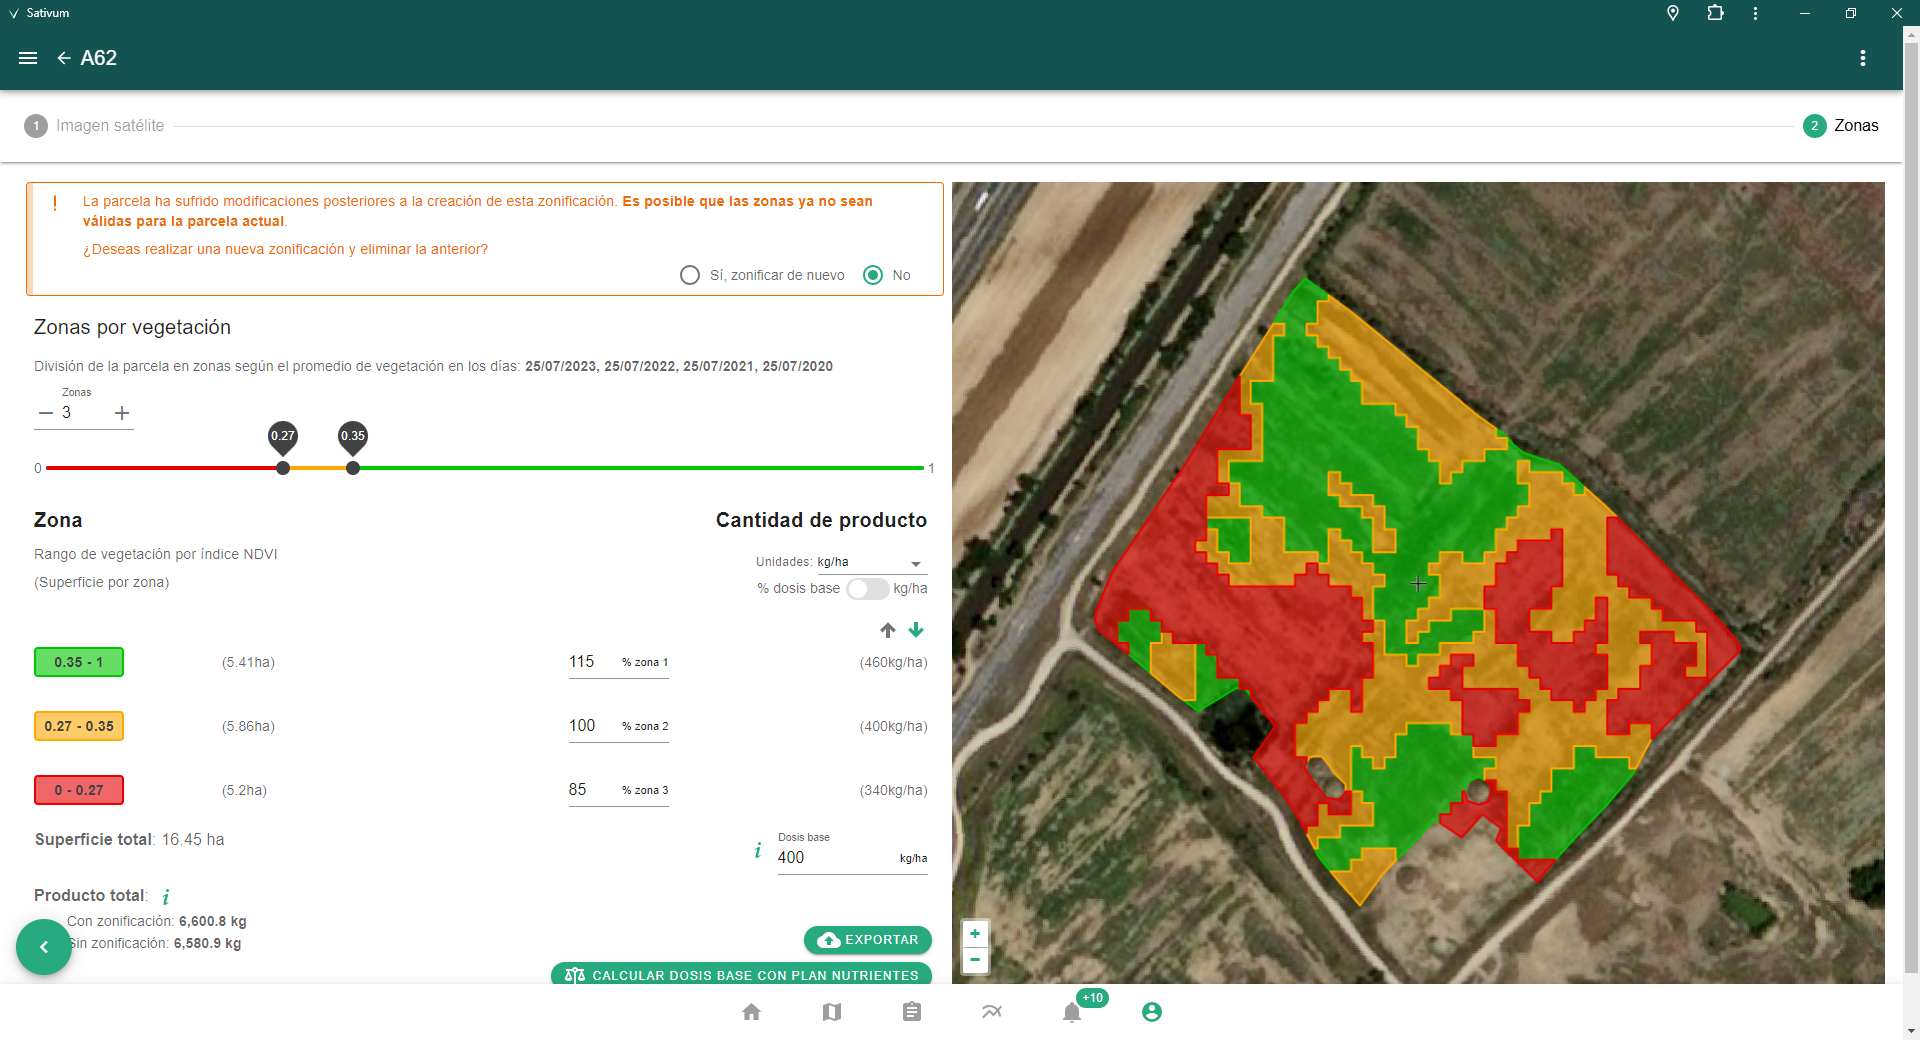 Sativum
A62
1 Imagen satélite
2 Zonas
! La parcela ha sufrido modificaciones posteriores a la creación de esta zonificación. Es posible que las zonas ya no sean
válidas para la parcela actual.
¿Deseas realizar una nueva zonificación y eliminar la anterior?
Sí, zonificar de nuevo No
Zonas por vegetación
División de la parcela en zonas según el promedio de vegetación en los días: 25/07/2023, 25/07/2022, 25/07/2021, 25/07/2020
Zonas
− 3 +
0.27 0.35
0 1
Zona Cantidad de producto
Rango de vegetación por índice NDVI
(Superficie por zona)
Unidades: kg/ha
% dosis base kg/ha
0.35 - 1 (5.41ha) 115 % zona 1 (460kg/ha)
0.27 - 0.35 (5.86ha) 100 % zona 2 (400kg/ha)
0 - 0.27 (5.2ha) 85 % zona 3 (340kg/ha)
Superficie total: 16.45 ha
i Dosis base
400 kg/ha
Producto total: i
Con zonificación: 6,600.8 kg
Sin zonificación: 6,580.9 kg
EXPORTAR
CALCULAR DOSIS BASE CON PLAN NUTRIENTES
+
−
+10